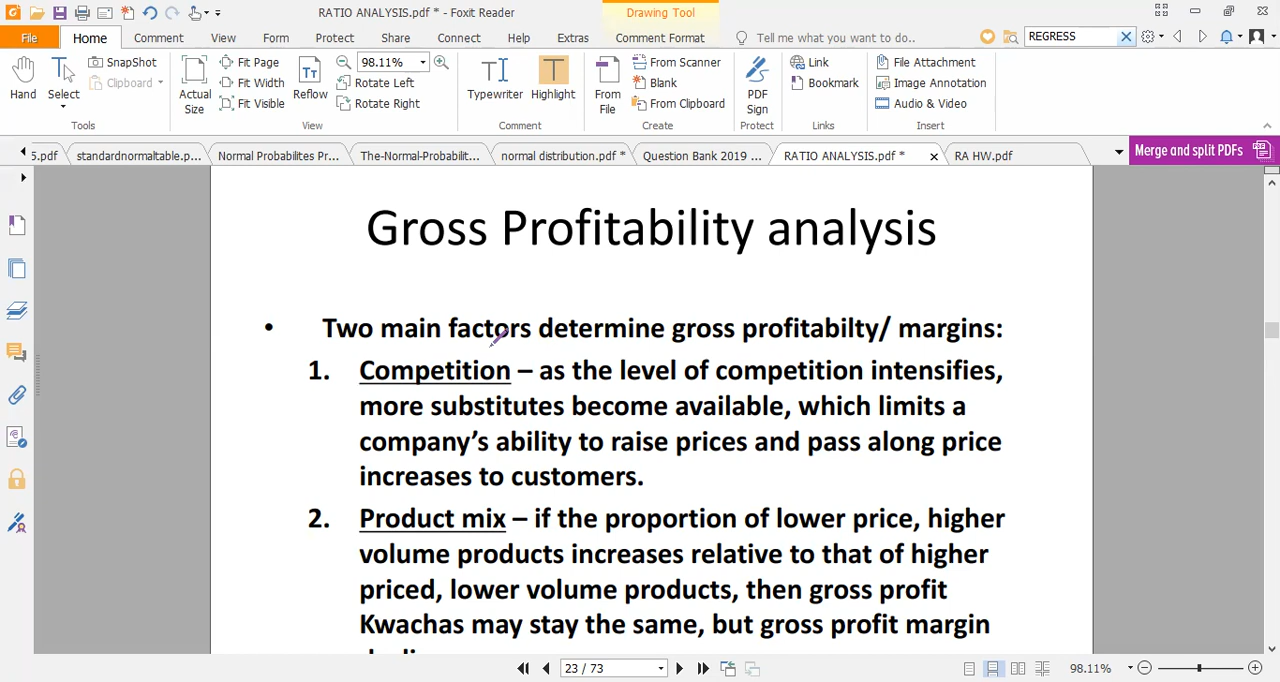 RATIO ANALYSIS.pdf * - Foxit Reader
Drawing Tool
File Home Comment View Form Protect Share Connect Help Extras Comment Format Tell me what you want to do.. REGRESS
Hand
Select
SnapShot
Clipboard
Tools
Actual Size
Fit Page
Fit Width
Fit Visible
Reflow
98.11%
Rotate Left
Rotate Right
View
Typewriter
Highlight
Comment
From File
From Scanner
Blank
From Clipboard
Create
PDF Sign
Protect
Link
Bookmark
Links
File Attachment
Image Annotation
Audio & Video
Insert
5.pdf standardnormaltable.p... Normal Probabilites Pr... The-Normal-Probabilit... normal distribution.pdf * Question Bank 2019 ... RATIO ANALYSIS.pdf * RA HW.pdf Merge and split PDFs
Gross Profitability analysis
• Two main factors determine gross profitabilty/ margins:
1. Competition – as the level of competition intensifies,
more substitutes become available, which limits a
company's ability to raise prices and pass along price
increases to customers.
2. Product mix – if the proportion of lower price, higher
volume products increases relative to that of higher
priced, lower volume products, then gross profit
Kwachas may stay the same, but gross profit margin
23 / 73 98.11%